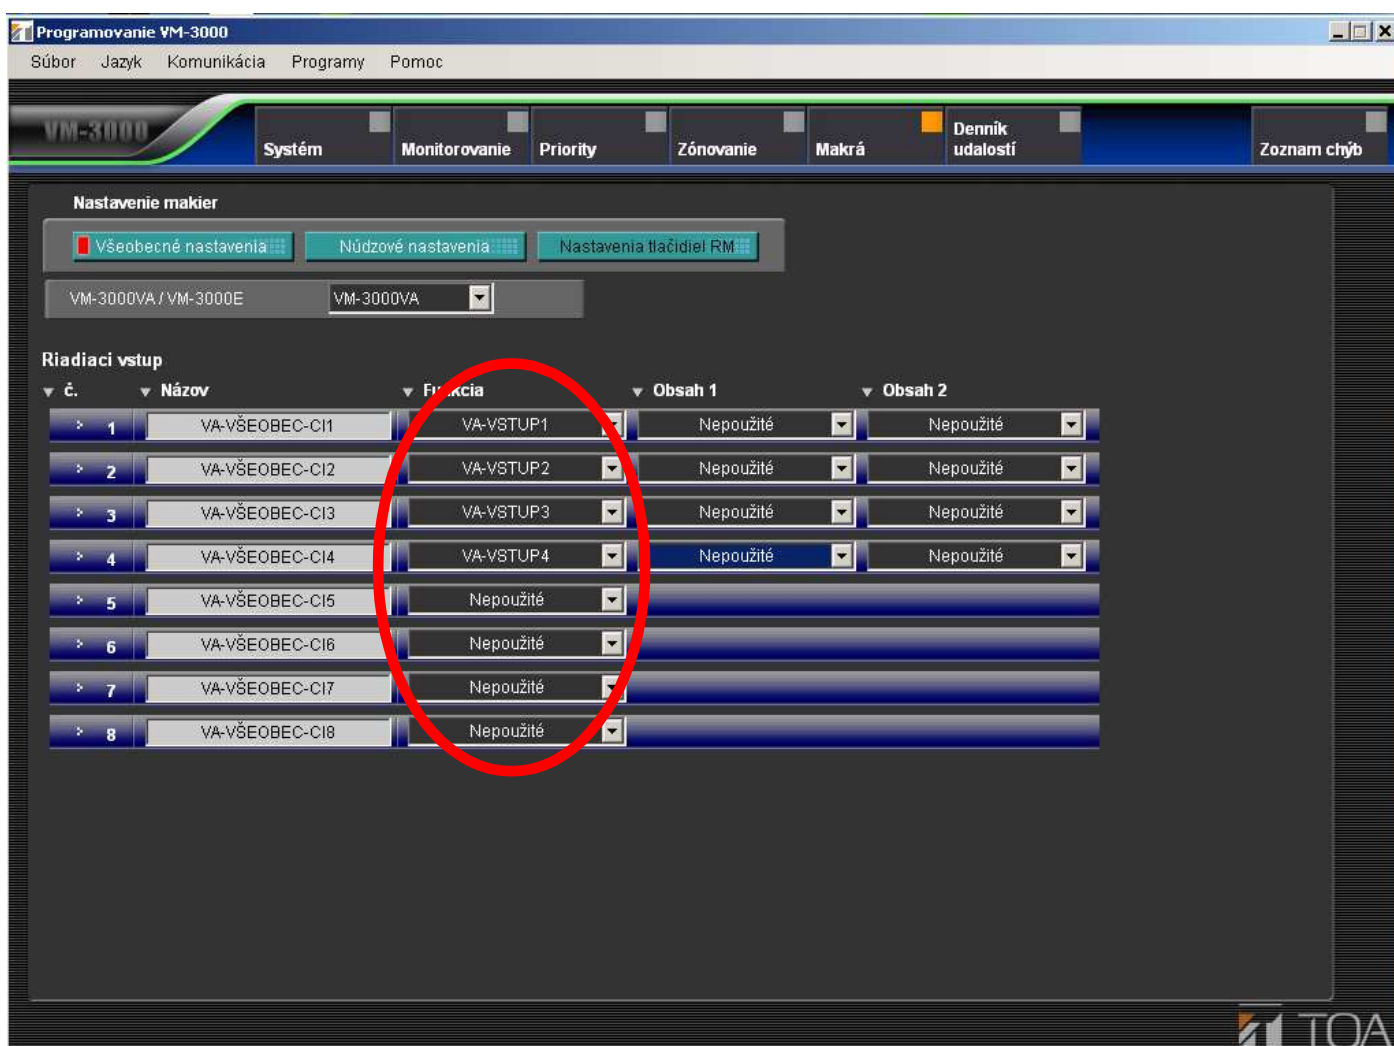 Programovanie VM-3000
Súbor Jazyk Komunikácia Programy Pomoc
VM-3000 Systém Monitorovanie Priority Zónovanie Makrá Denník udalostí Zoznam chýb
Nastavenie makier
Všeobecné nastavenia Núdzové nastavenia Nastavenia tlačidiel RM
VM-3000VA / VM-3000E VM-3000VA
Riadiaci vstup
č. Názov Funkcia Obsah 1 Obsah 2
1 VA-VŠEOBEC-CI1 VA-VSTUP1 Nepoužité Nepoužité
2 VA-VŠEOBEC-CI2 VA-VSTUP2 Nepoužité Nepoužité
3 VA-VŠEOBEC-CI3 VA-VSTUP3 Nepoužité Nepoužité
4 VA-VŠEOBEC-CI4 VA-VSTUP4 Nepoužité Nepoužité
5 VA-VŠEOBEC-CI5 Nepoužité
6 VA-VŠEOBEC-CI6 Nepoužité
7 VA-VŠEOBEC-CI7 Nepoužité
8 VA-VŠEOBEC-CI8 Nepoužité
TOA